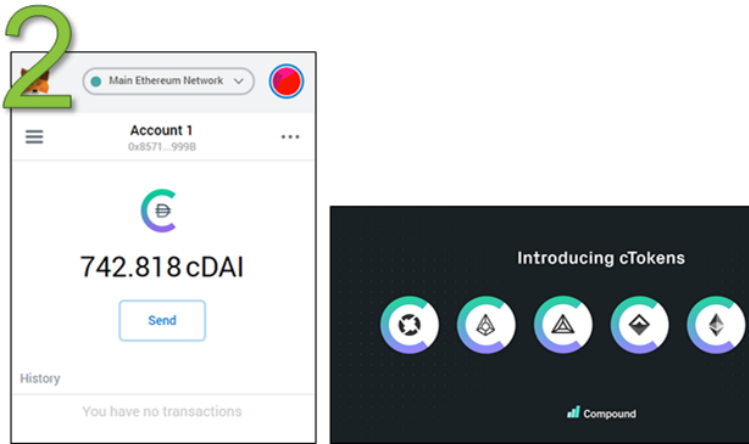 2
Main Ethereum Network
Account 1
0x8571...999B
742.818 cDAI
Send
History
You have no transactions
Introducing cTokens
Compound